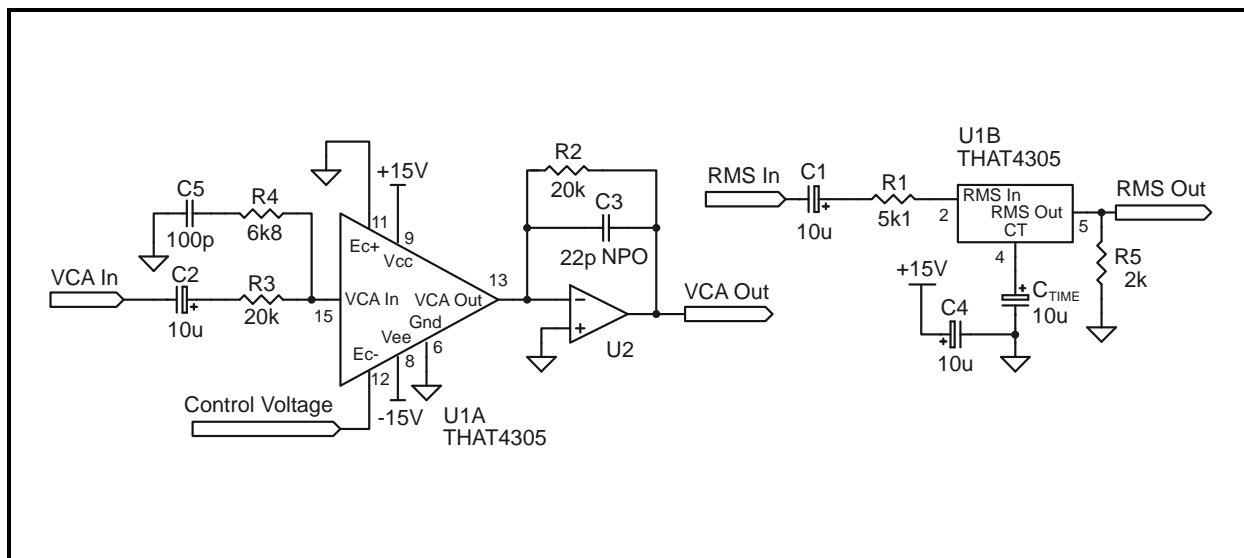 C5
100p
R4
6k8
VCA In
C2
10u
R3
20k
+15V
11
9
Ec+
Vcc
VCA In
15
VCA Out
13
Gnd
Vee
6
8
Ec-
12
-15V
Control Voltage
U1A
THAT4305
R2
20k
C3
22p NPO
−
+
U2
VCA Out
RMS In
C1
+
10u
R1
5k1
U1B
THAT4305
2
RMS In
RMS Out
CT
5
4
RMS Out
R5
2k
+15V
C4
+
10u
+
CTIME
10u
+